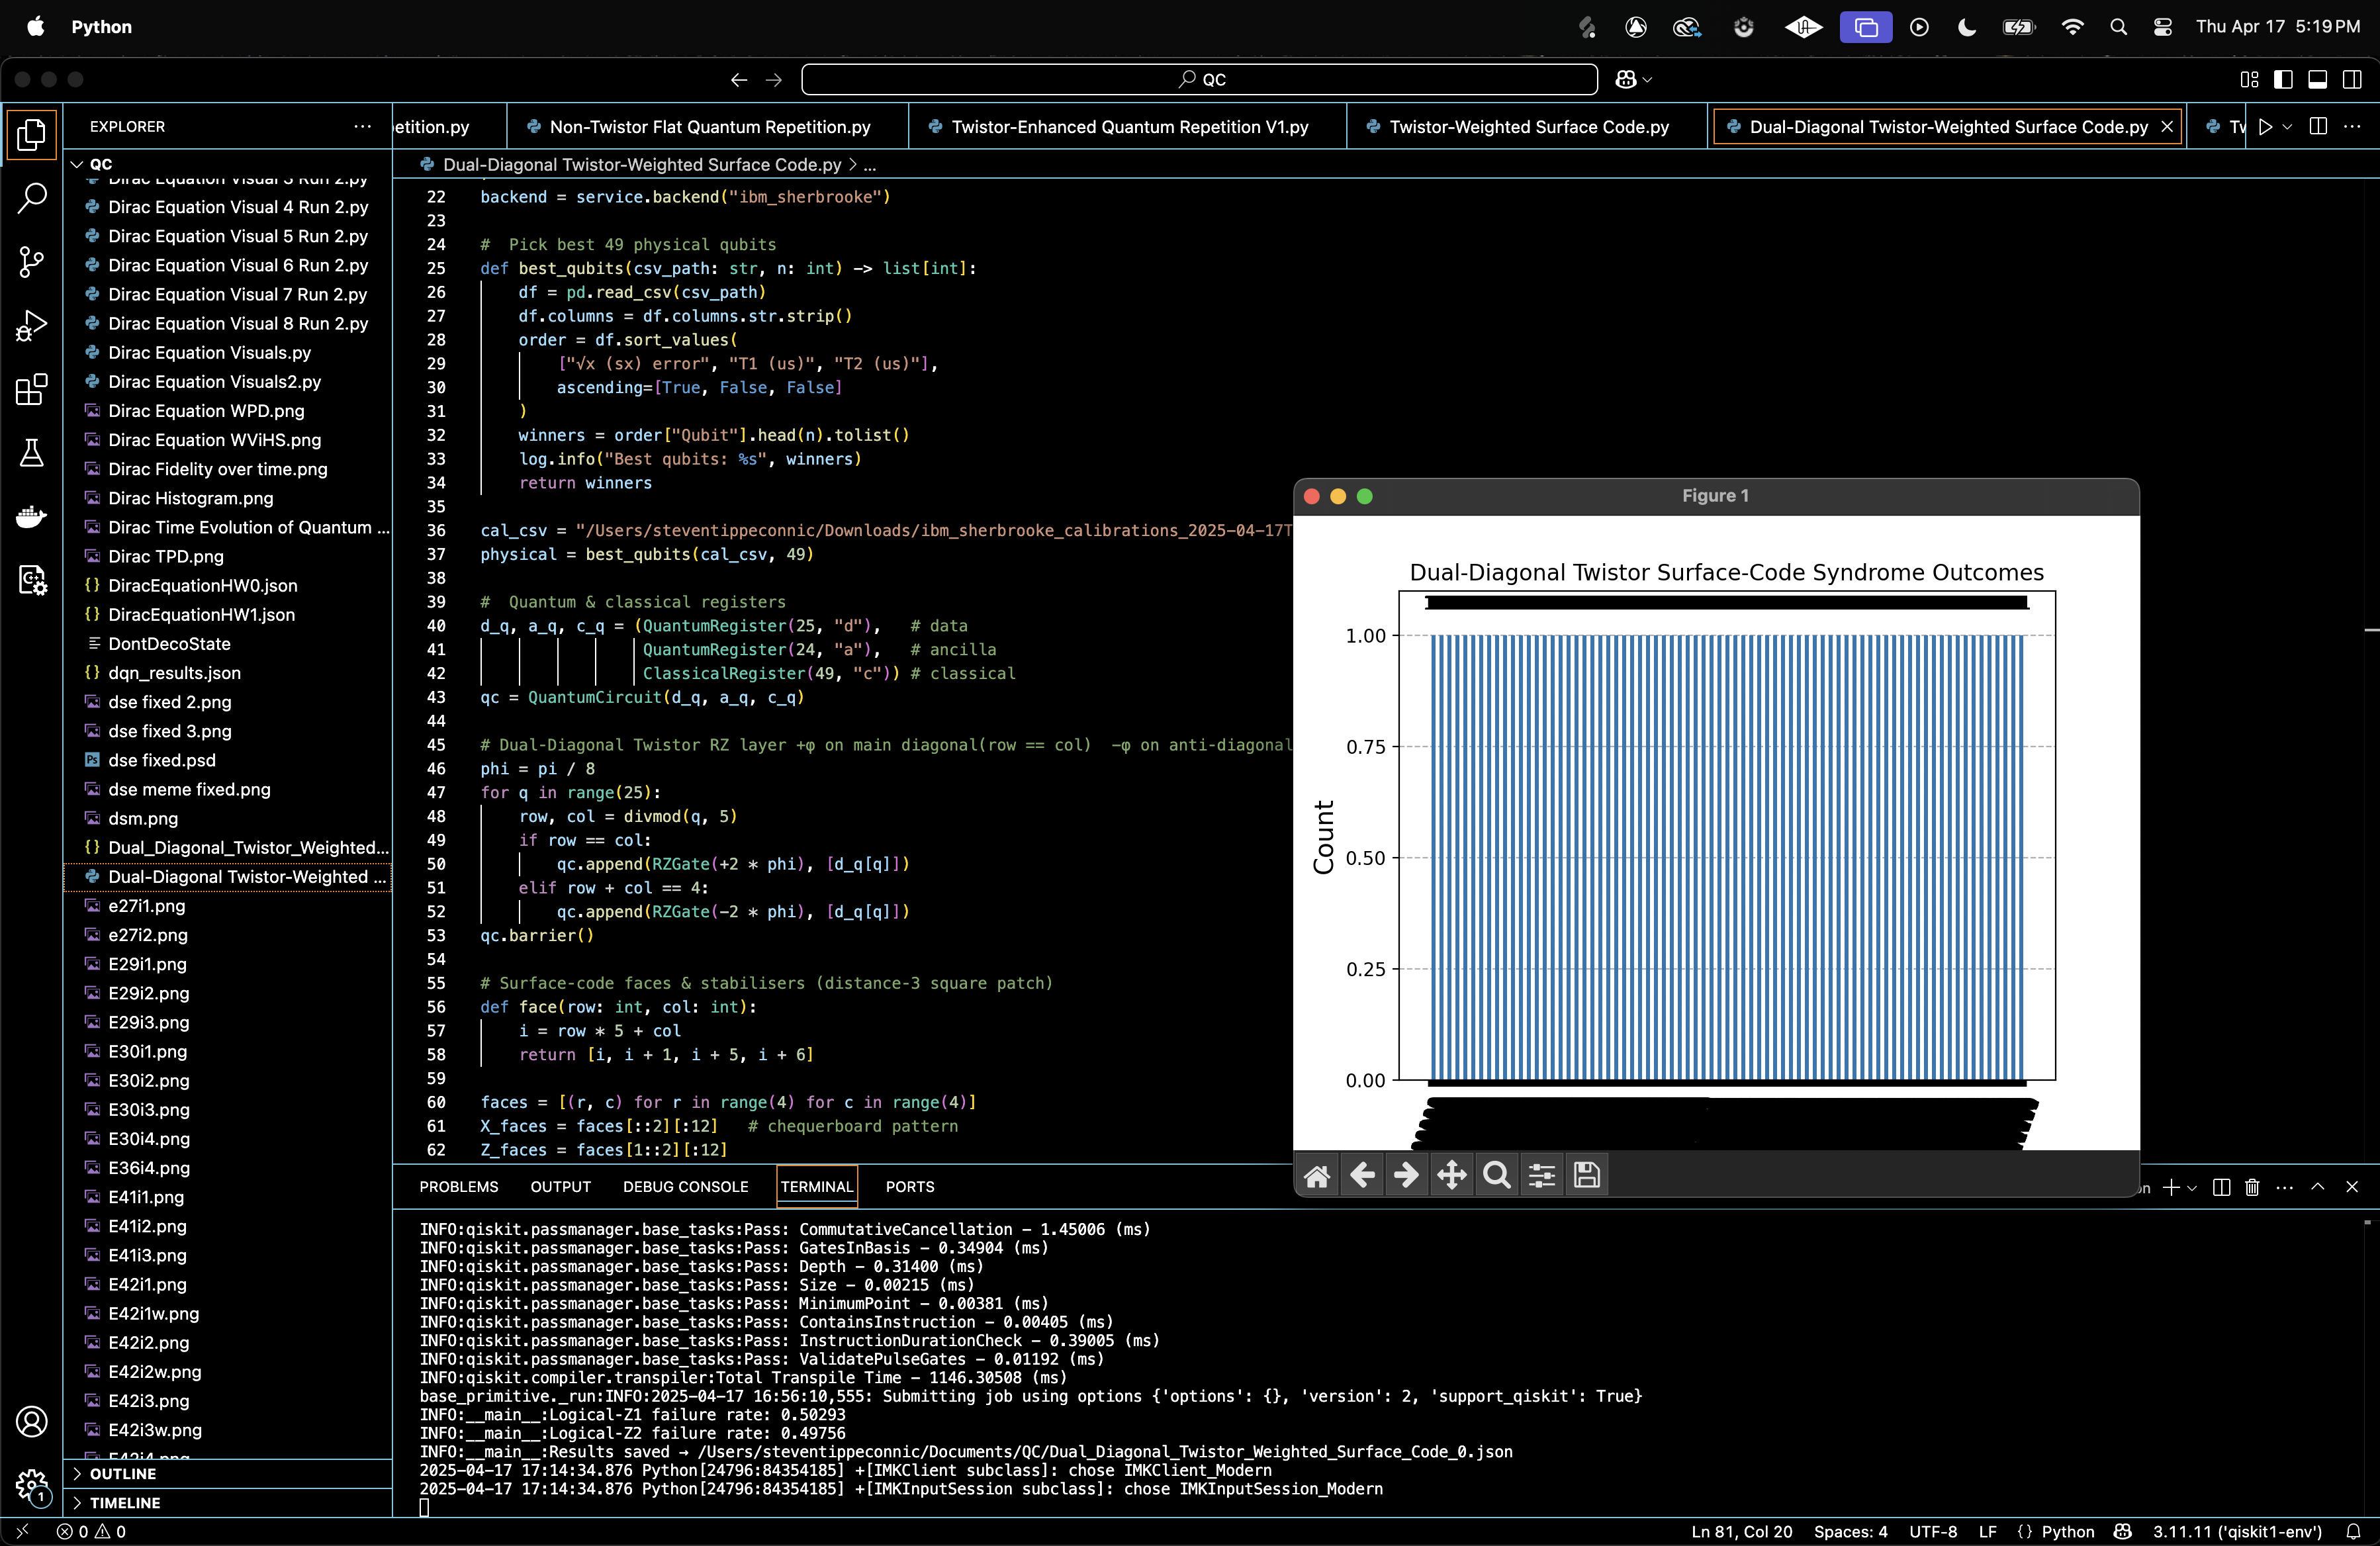 Python
Thu Apr 17 5:19 PM
QC
EXPLORER
etition.py
Non-Twistor Flat Quantum Repetition.py
Twistor-Enhanced Quantum Repetition V1.py
Twistor-Weighted Surface Code.py
Dual-Diagonal Twistor-Weighted Surface Code.py
Tv
QC
Dual-Diagonal Twistor-Weighted Surface Code.py > ...
Dirac Equation Visual 3 Run 2.py
Dirac Equation Visual 4 Run 2.py
Dirac Equation Visual 5 Run 2.py
Dirac Equation Visual 6 Run 2.py
Dirac Equation Visual 7 Run 2.py
Dirac Equation Visual 8 Run 2.py
Dirac Equation Visuals.py
Dirac Equation Visuals2.py
Dirac Equation WPD.png
Dirac Equation WViHS.png
Dirac Fidelity over time.png
Dirac Histogram.png
Dirac Time Evolution of Quantum ...
Dirac TPD.png
DiracEquationHW0.json
DiracEquationHW1.json
DontDecoState
dqn_results.json
dse fixed 2.png
dse fixed 3.png
dse fixed.psd
dse meme fixed.png
dsm.png
Dual_Diagonal_Twistor_Weighted...
Dual-Diagonal Twistor-Weighted ...
e27i1.png
e27i2.png
E29i1.png
E29i2.png
E29i3.png
E30i1.png
E30i2.png
E30i3.png
E30i4.png
E36i4.png
E41i1.png
E41i2.png
E41i3.png
E42i1.png
E42i1w.png
E42i2.png
E42i2w.png
E42i3.png
E42i3w.png
E42i4.png
OUTLINE
TIMELINE
22 backend = service.backend("ibm_sherbrooke")
23
24 #  Pick best 49 physical qubits
25 def best_qubits(csv_path: str, n: int) -> list[int]:
26     df = pd.read_csv(csv_path)
27     df.columns = df.columns.str.strip()
28     order = df.sort_values(
29         ["√x (sx) error", "T1 (us)", "T2 (us)"],
30         ascending=[True, False, False]
31     )
32     winners = order["Qubit"].head(n).tolist()
33     log.info("Best qubits: %s", winners)
34     return winners
35
36 cal_csv = "/Users/steventippeconnic/Downloads/ibm_sherbrooke_calibrations_2025-04-17T
37 physical = best_qubits(cal_csv, 49)
38
39 #  Quantum & classical registers
40 d_q, a_q, c_q = (QuantumRegister(25, "d"),   # data
41                  QuantumRegister(24, "a"),   # ancilla
42                  ClassicalRegister(49, "c")) # classical
43 qc = QuantumCircuit(d_q, a_q, c_q)
44
45 # Dual-Diagonal Twistor RZ layer +φ on main diagonal(row == col)  −φ on anti-diagonal
46 phi = pi / 8
47 for q in range(25):
48     row, col = divmod(q, 5)
49     if row == col:
50         qc.append(RZGate(+2 * phi), [d_q[q]])
51     elif row + col == 4:
52         qc.append(RZGate(-2 * phi), [d_q[q]])
53 qc.barrier()
54
55 # Surface-code faces & stabilisers (distance-3 square patch)
56 def face(row: int, col: int):
57     i = row * 5 + col
58     return [i, i + 1, i + 5, i + 6]
59
60 faces = [(r, c) for r in range(4) for c in range(4)]
61 X_faces = faces[::2][:12]   # chequerboard pattern
62 Z_faces = faces[1::2][:12]
Figure 1
Dual-Diagonal Twistor Surface-Code Syndrome Outcomes
1.00
0.75
0.50
0.25
0.00
Count
PROBLEMS
OUTPUT
DEBUG CONSOLE
TERMINAL
PORTS
INFO:qiskit.passmanager.base_tasks:Pass: CommutativeCancellation - 1.45006 (ms)
INFO:qiskit.passmanager.base_tasks:Pass: GatesInBasis - 0.34904 (ms)
INFO:qiskit.passmanager.base_tasks:Pass: Depth - 0.31400 (ms)
INFO:qiskit.passmanager.base_tasks:Pass: Size - 0.00215 (ms)
INFO:qiskit.passmanager.base_tasks:Pass: MinimumPoint - 0.00381 (ms)
INFO:qiskit.passmanager.base_tasks:Pass: ContainsInstruction - 0.00405 (ms)
INFO:qiskit.passmanager.base_tasks:Pass: InstructionDurationCheck - 0.39005 (ms)
INFO:qiskit.passmanager.base_tasks:Pass: ValidatePulseGates - 0.01192 (ms)
INFO:qiskit.compiler.transpiler:Total Transpile Time - 1146.30508 (ms)
base_primitive._run:INFO:2025-04-17 16:56:10,555: Submitting job using options {'options': {}, 'version': 2, 'support_qiskit': True}
INFO:__main__:Logical-Z1 failure rate: 0.50293
INFO:__main__:Logical-Z2 failure rate: 0.49756
INFO:__main__:Results saved → /Users/steventippeconnic/Documents/QC/Dual_Diagonal_Twistor_Weighted_Surface_Code_0.json
2025-04-17 17:14:34.876 Python[24796:84354185] +[IMKClient subclass]: chose IMKClient_Modern
2025-04-17 17:14:34.876 Python[24796:84354185] +[IMKInputSession subclass]: chose IMKInputSession_Modern
1
0 0
Ln 81, Col 20
Spaces: 4
UTF-8
LF
{} Python
3.11.11 ('qiskit1-env')